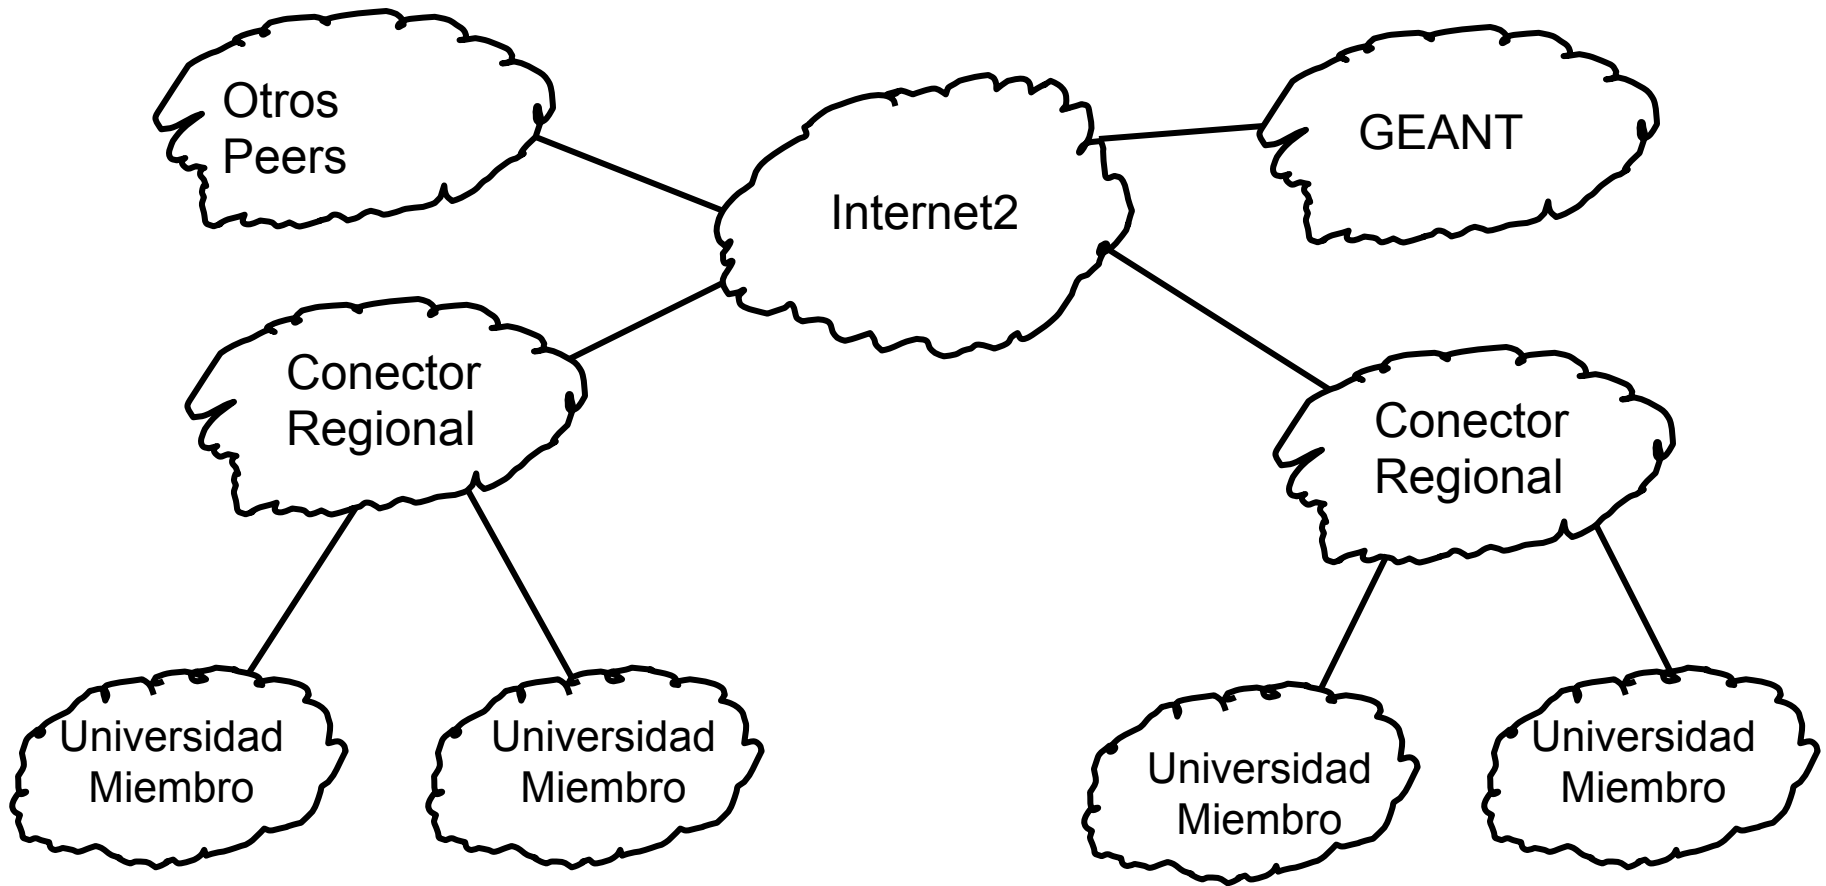 Otros
Peers
Internet2
GEANT
Conector
Regional
Conector
Regional
Universidad
Miembro
Universidad
Miembro
Universidad
Miembro
Universidad
Miembro